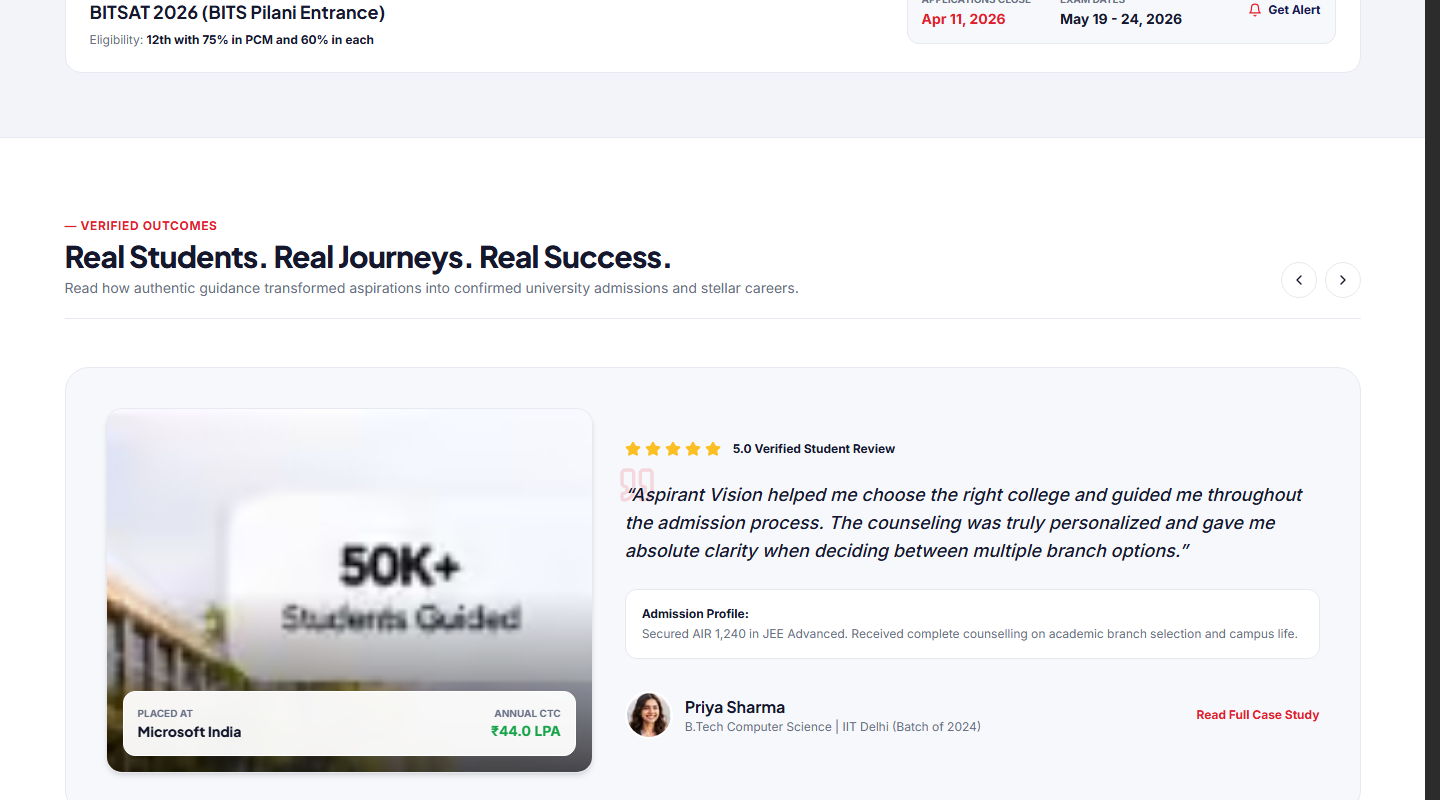 BITSAT 2026 (BITS Pilani Entrance)
Eligibility: 12th with 75% in PCM and 60% in each
APPLICATIONS CLOSE
Apr 11, 2026
EXAM DATES
May 19 - 24, 2026
Get Alert
— VERIFIED OUTCOMES
Real Students. Real Journeys. Real Success.
Read how authentic guidance transformed aspirations into confirmed university admissions and stellar careers.
50K+
Students Guided
PLACED AT
Microsoft India
ANNUAL CTC
₹44.0 LPA
5.0 Verified Student Review
“Aspirant Vision helped me choose the right college and guided me throughout
the admission process. The counseling was truly personalized and gave me
absolute clarity when deciding between multiple branch options.”
Admission Profile:
Secured AIR 1,240 in JEE Advanced. Received complete counselling on academic branch selection and campus life.
Priya Sharma
B.Tech Computer Science | IIT Delhi (Batch of 2024)
Read Full Case Study